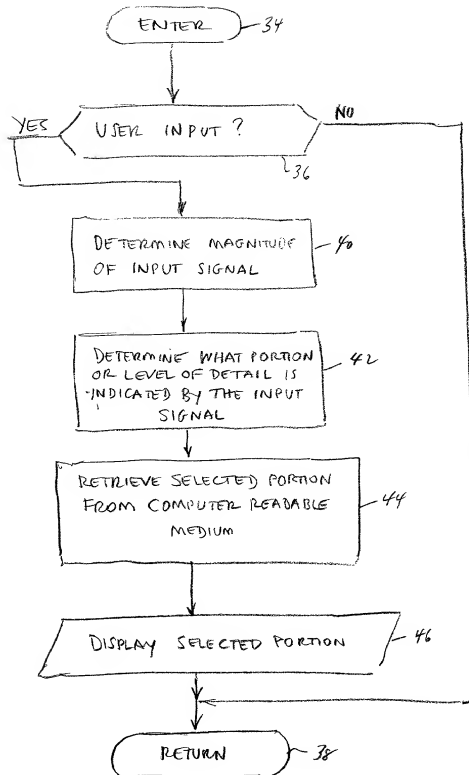 ENTER
34
YES
USER INPUT?
NO
36
DETERMINE MAGNITUDE
OF INPUT SIGNAL
40
DETERMINE WHAT PORTION
OR LEVEL OF DETAIL IS
INDICATED BY THE INPUT
SIGNAL
42
RETRIEVE SELECTED PORTION
FROM COMPUTER READABLE
MEDIUM
44
DISPLAY SELECTED PORTION
46
RETURN
38